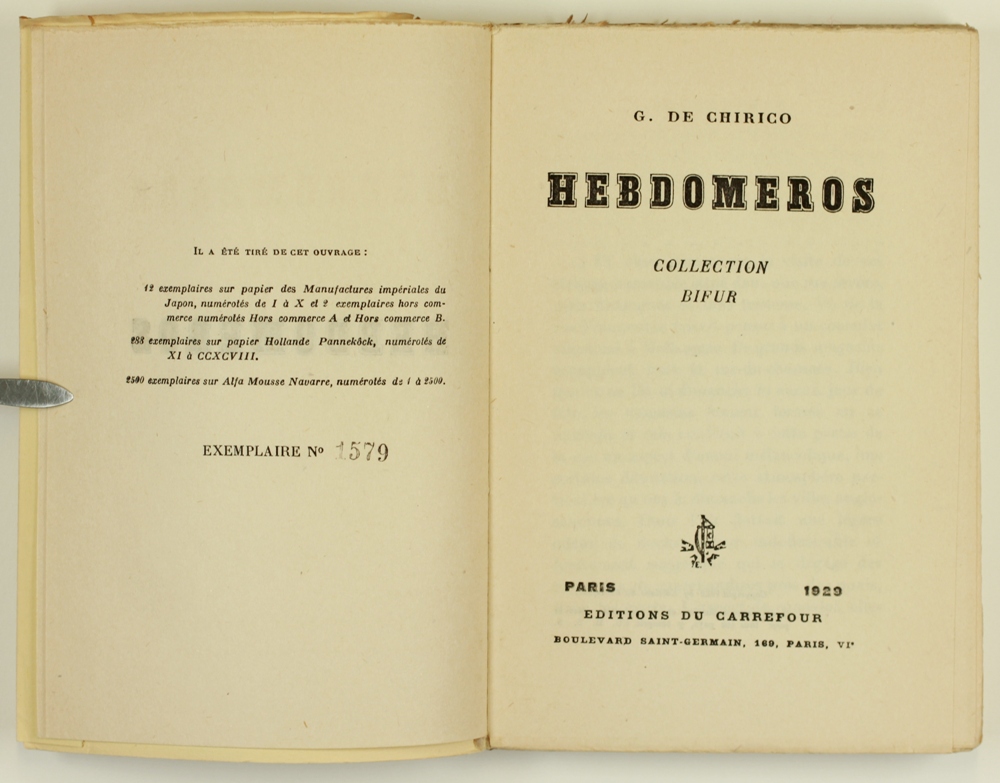 IL A ÉTÉ TIRÉ DE CET OUVRAGE :
12 exemplaires sur papier des Manufactures impériales du
Japon, numérotés de I à X et 2 exemplaires hors com-
merce numérotés Hors commerce A et Hors commerce B.
288 exemplaires sur papier Hollande Pannekôck, numérotés de
XI à CCXCVIII.
2500 exemplaires sur Alfa Mousse Navarre, numérotés de 1 à 2500.
EXEMPLAIRE Nº 1579
G. DE CHIRICO
HEBDOMEROS
COLLECTION
BIFUR
PARIS 1929
EDITIONS DU CARREFOUR
BOULEVARD SAINT-GERMAIN, 169, PARIS, VIᵉ